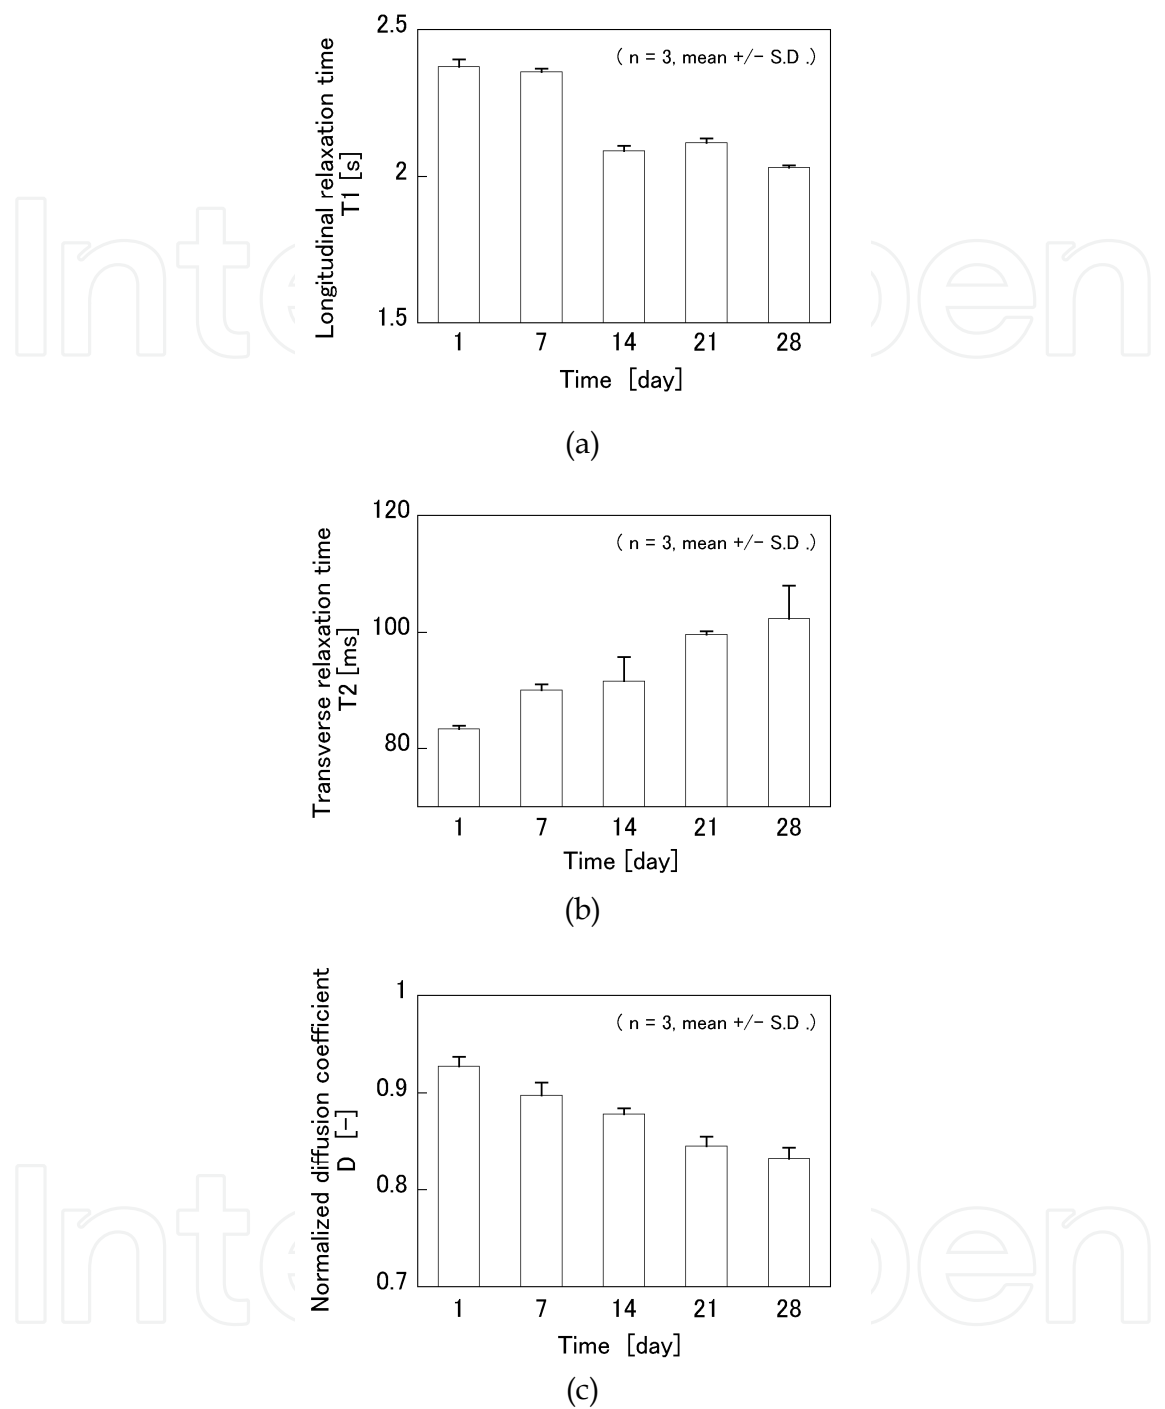 2.5
( n = 3, mean +/- S.D .)
Longitudinal relaxation time
T1 [s]
2
1.5
1 7 14 21 28
Time [day]
(a)
120
( n = 3, mean +/- S.D .)
Transverse relaxation time
T2 [ms]
100
80
1 7 14 21 28
Time [day]
(b)
1
( n = 3, mean +/- S.D .)
Normalized diffusion coefficient
D [-]
0.9
0.8
0.7
1 7 14 21 28
Time [day]
(c)